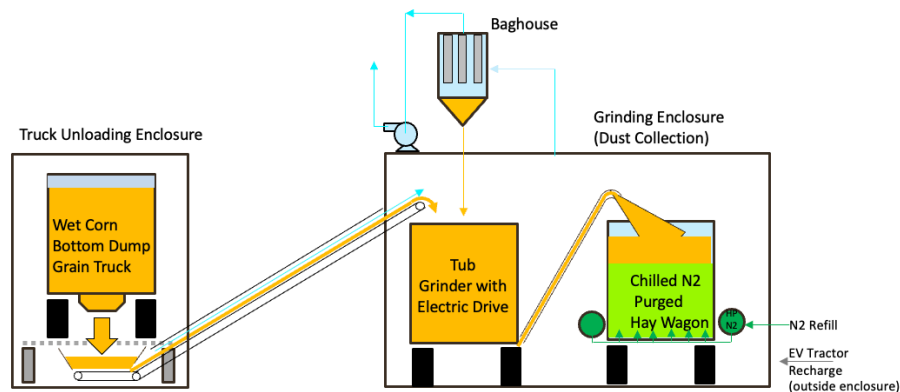 Baghouse
Truck Unloading Enclosure
Grinding Enclosure
(Dust Collection)
Wet Corn
Bottom Dump
Grain Truck
Tub
Grinder with
Electric Drive
Chilled N2
Purged
Hay Wagon
HP
N2
N2 Refill
EV Tractor
Recharge
(outside enclosure)